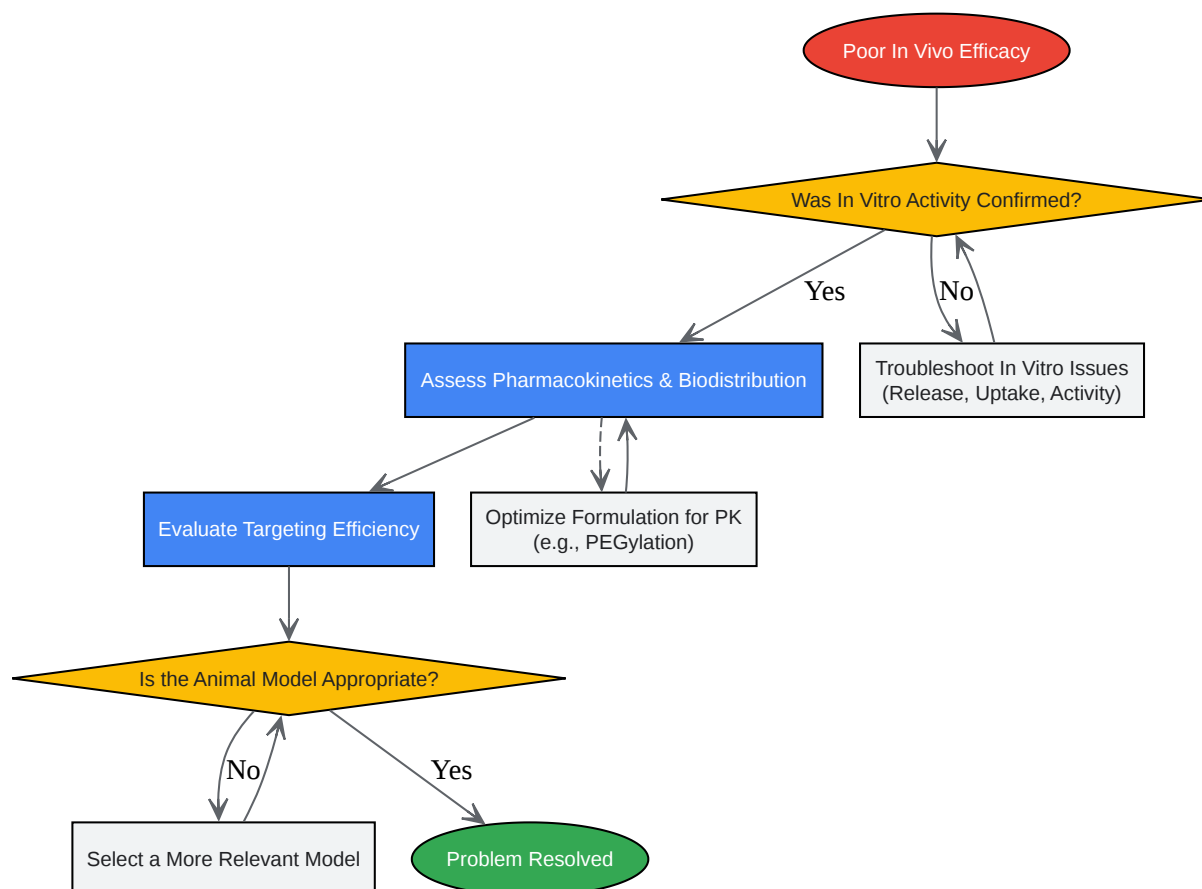 Poor In Vivo Efficacy
Was In Vitro Activity Confirmed?
Yes
No
Assess Pharmacokinetics & Biodistribution
Troubleshoot In Vitro Issues
(Release, Uptake, Activity)
Evaluate Targeting Efficiency
Optimize Formulation for PK
(e.g., PEGylation)
Is the Animal Model Appropriate?
No
Yes
Select a More Relevant Model
Problem Resolved